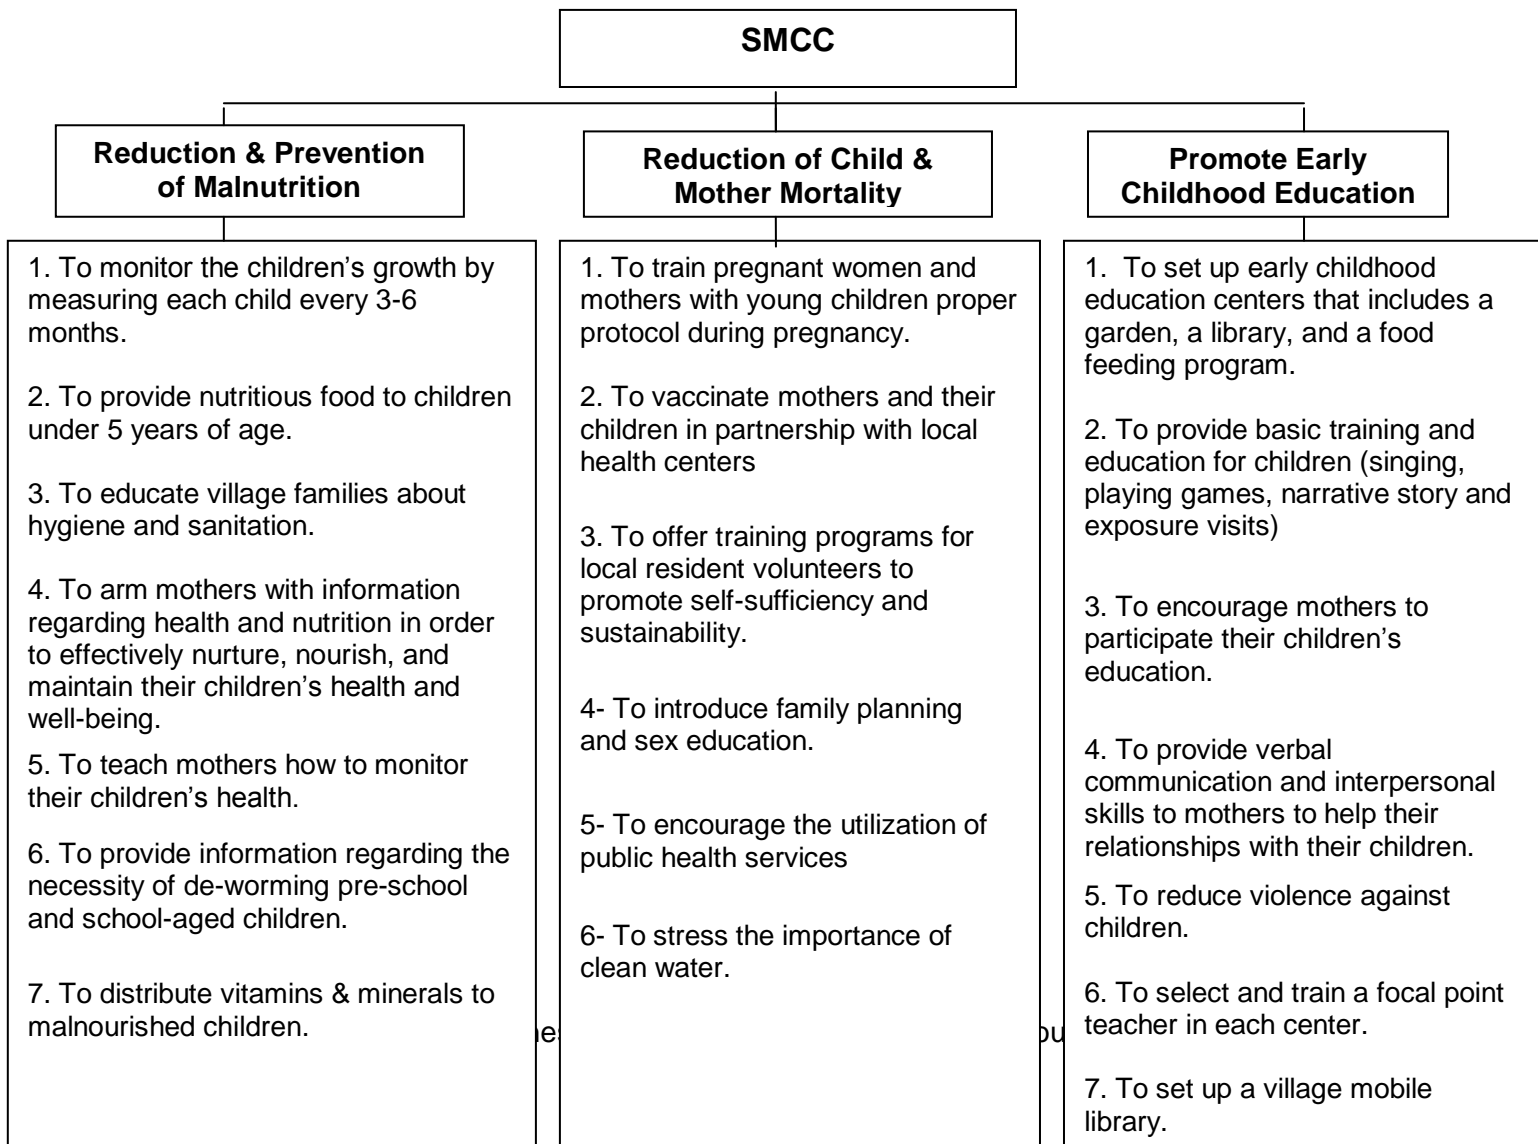 SMCC
Reduction & Prevention
of Malnutrition
1. To monitor the children’s growth by
measuring each child every 3-6
months.
2. To provide nutritious food to children
under 5 years of age.
3. To educate village families about
hygiene and sanitation.
4. To arm mothers with information
regarding health and nutrition in order
to effectively nurture, nourish, and
maintain their children’s health and
well-being.
5. To teach mothers how to monitor
their children’s health.
6. To provide information regarding the
necessity of de-worming pre-school
and school-aged children.
7. To distribute vitamins & minerals to
malnourished children.
Reduction of Child &
Mother Mortality
1. To train pregnant women and
mothers with young children proper
protocol during pregnancy.
2. To vaccinate mothers and their
children in partnership with local
health centers
3. To offer training programs for
local resident volunteers to
promote self-sufficiency and
sustainability.
4- To introduce family planning
and sex education.
5- To encourage the utilization of
public health services
6- To stress the importance of
clean water.
Promote Early
Childhood Education
1. To set up early childhood
education centers that includes a
garden, a library, and a food
feeding program.
2. To provide basic training and
education for children (singing,
playing games, narrative story and
exposure visits)
3. To encourage mothers to
participate their children’s
education.
4. To provide verbal
communication and interpersonal
skills to mothers to help their
relationships with their children.
5. To reduce violence against
children.
6. To select and train a focal point
teacher in each center.
7. To set up a village mobile
library.